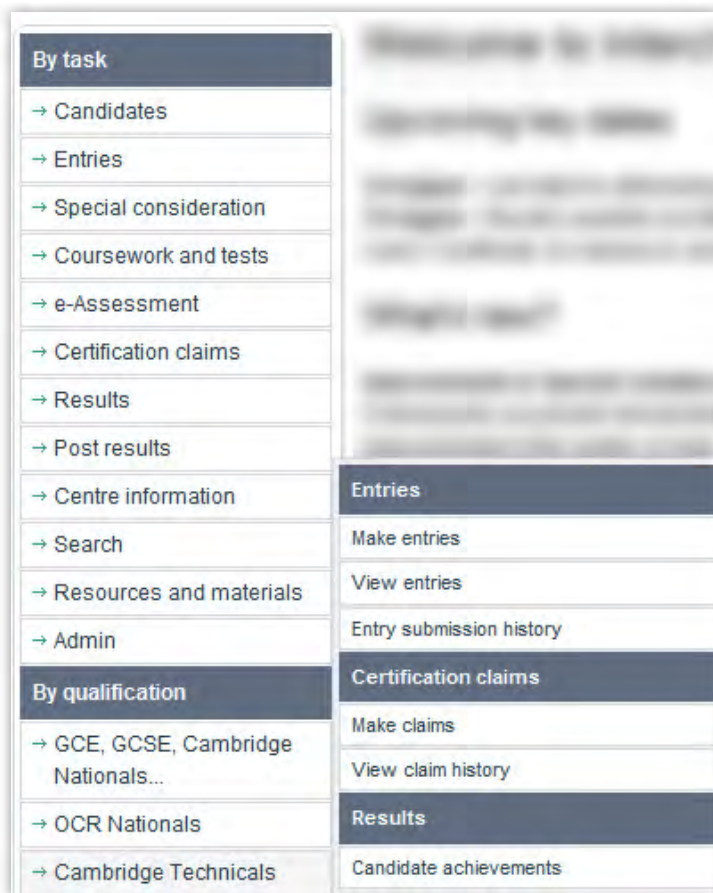 By task
→ Candidates
→ Entries
→ Special consideration
→ Coursework and tests
→ e-Assessment
→ Certification claims
→ Results
→ Post results
→ Centre information
→ Search
→ Resources and materials
→ Admin
By qualification
→ GCE, GCSE, Cambridge
Nationals...
→ OCR Nationals
→ Cambridge Technicals
Entries
Make entries
View entries
Entry submission history
Certification claims
Make claims
View claim history
Results
Candidate achievements